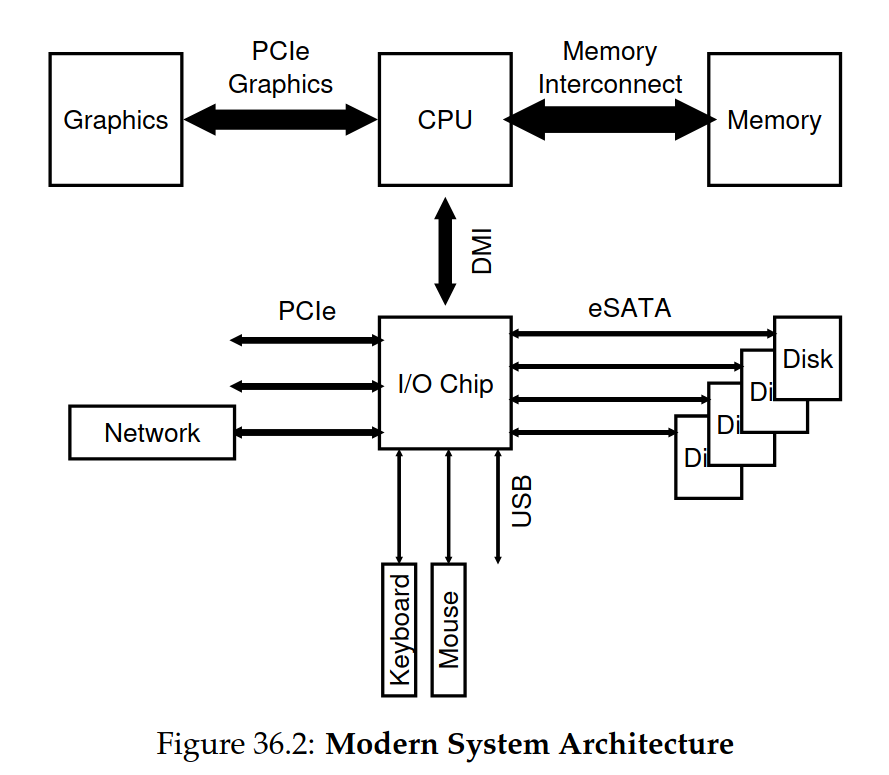 PCIe
Graphics
Memory
Interconnect
Graphics
CPU
Memory
DMI
PCIe
eSATA
I/O Chip
Disk
Di
Di
Di
Network
USB
Keyboard
Mouse
Figure 36.2: Modern System Architecture